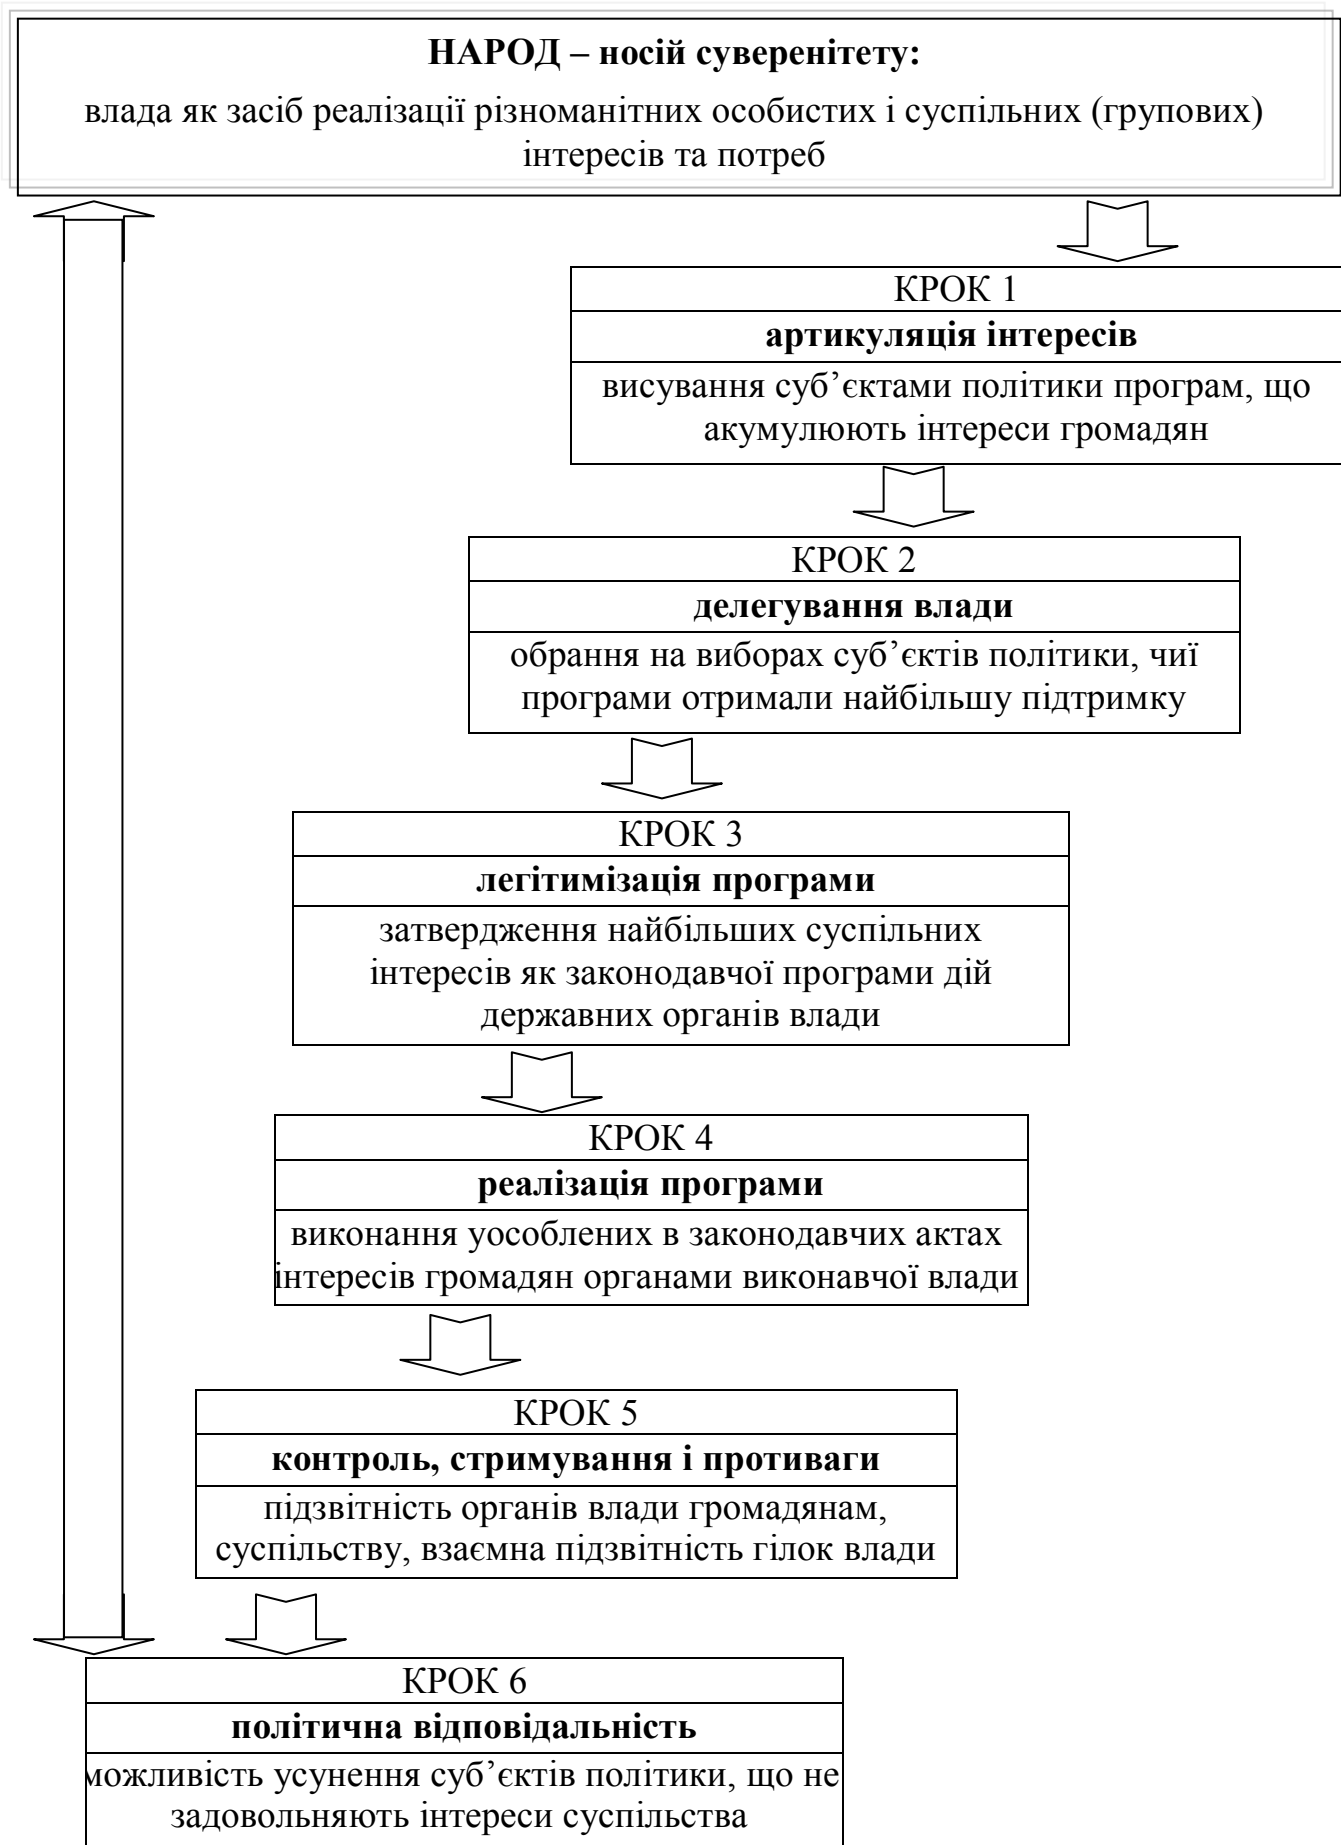 НАРОД – носій суверенітету:
влада як засіб реалізації різноманітних особистих і суспільних (групових)
інтересів та потреб
КРОК 1
артикуляція інтересів
висування суб’єктами політики програм, що
акумулюють інтереси громадян
КРОК 2
делегування влади
обрання на виборах суб’єктів політики, чиї
програми отримали найбільшу підтримку
КРОК 3
легітимізація програми
затвердження найбільших суспільних
інтересів як законодавчої програми дій
державних органів влади
КРОК 4
реалізація програми
виконання уособлених в законодавчих актах
інтересів громадян органами виконавчої влади
КРОК 5
контроль, стримування і противаги
підзвітність органів влади громадянам,
суспільству, взаємна підзвітність гілок влади
КРОК 6
політична відповідальність
можливість усунення суб’єктів політики, що не
задовольняють інтереси суспільства